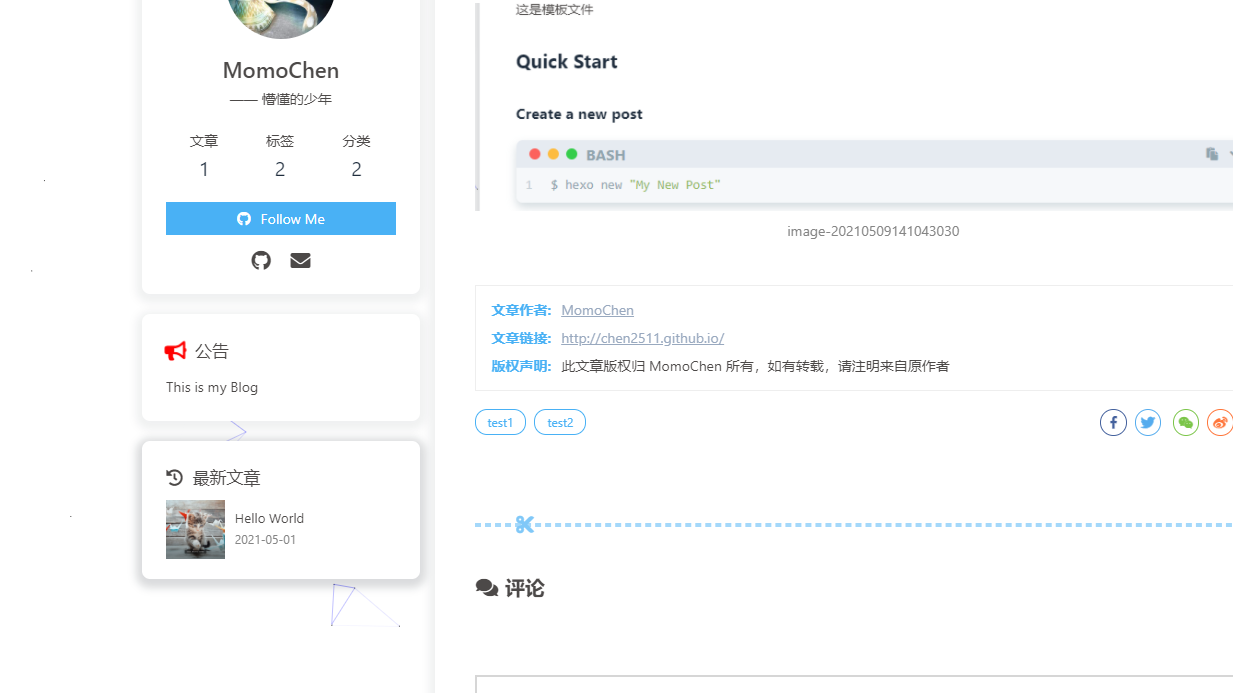 MomoChen
—— 懵懂的少年
文章 标签 分类
1 2 2
Follow Me
公告
This is my Blog
最新文章
Hello World
2021-05-01
这是模板文件
Quick Start
Create a new post
BASH
1 $ hexo new "My New Post"
image-20210509141043030
文章作者: MomoChen
文章链接: http://chen2511.github.io/
版权声明: 此文章版权归 MomoChen 所有，如有转载，请注明来自原作者
test1 test2
评论